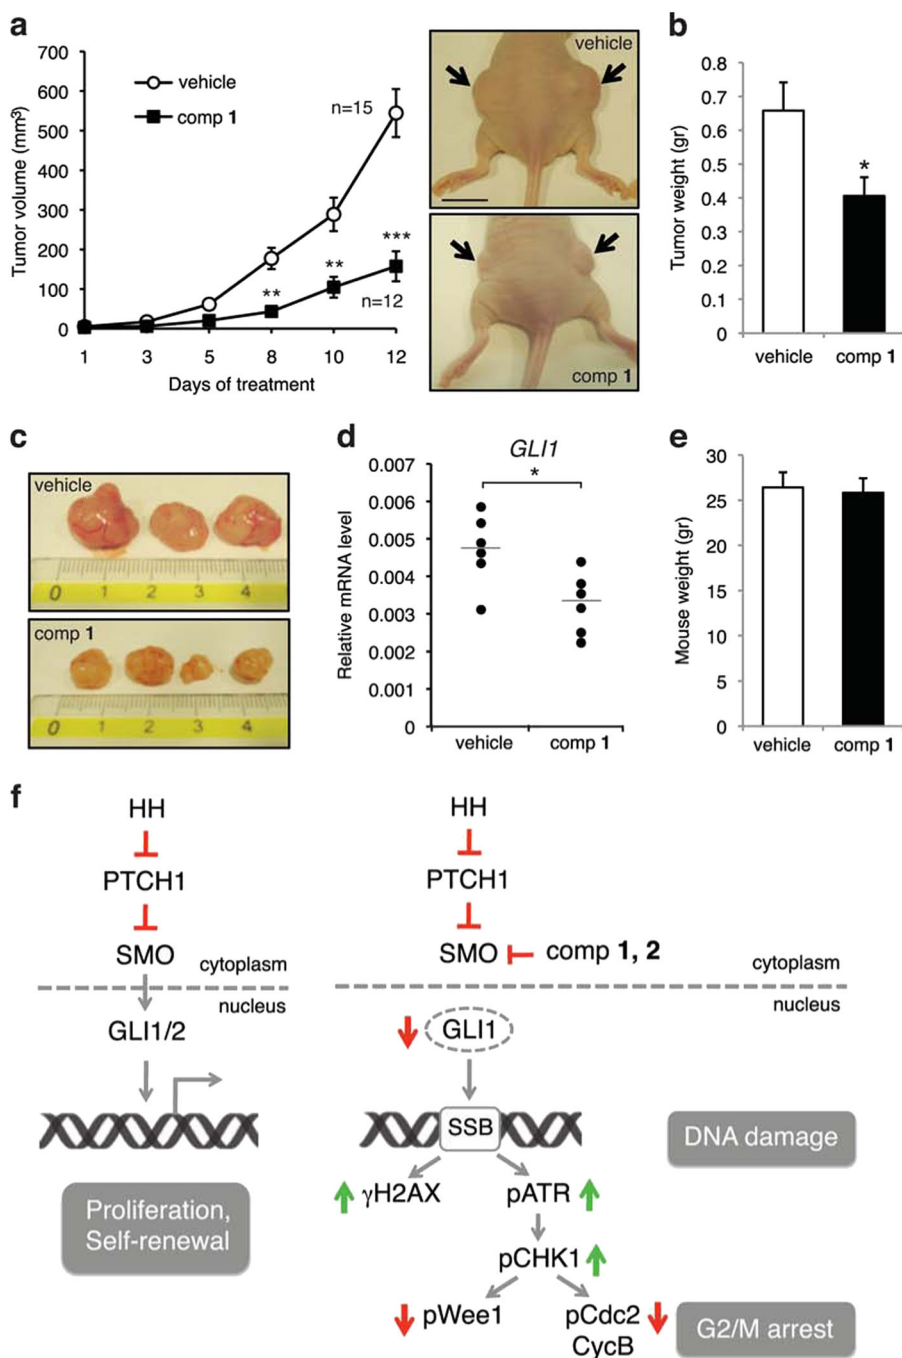 a
700
600
500
400
300
200
100
0
Tumor volume (mm³)
vehicle
comp 1
n=15
**
**
***
n=12
1 3 5 8 10 12
Days of treatment
vehicle
comp 1
b
0.8
0.7
0.6
0.5
0.4
0.3
0.2
0.1
0
Tumor weight (gr)
*
vehicle comp 1
c
vehicle
0 1 2 3 4
comp 1
0 1 2 3 4
d
GLI1
*
0.007
0.006
0.005
0.004
0.003
0.002
0.001
0
Relative mRNA level
vehicle comp 1
e
30
25
20
15
10
5
0
Mouse weight (gr)
vehicle comp 1
f
HH
PTCH1
SMO
cytoplasm
nucleus
GLI1/2
Proliferation,
Self-renewal
HH
PTCH1
SMO comp 1, 2
cytoplasm
nucleus
GLI1
SSB
DNA damage
γH2AX pATR
pCHK1
pWee1 pCdc2
CycB
G2/M arrest